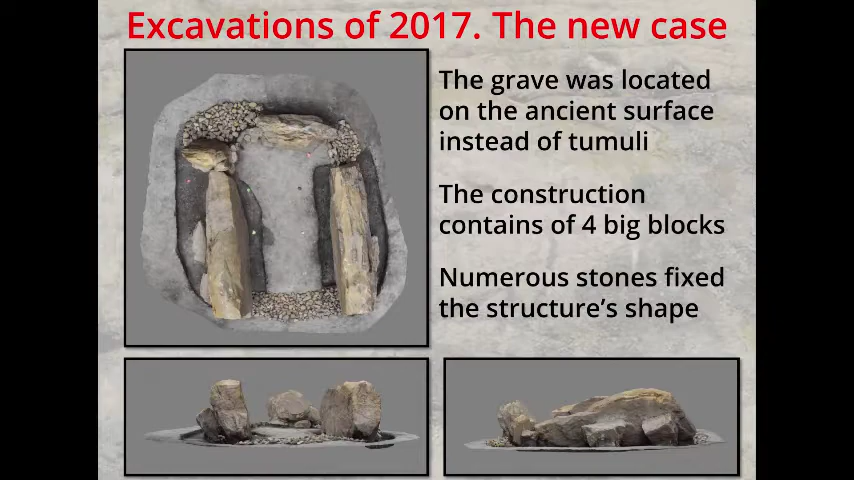 Excavations of 2017. The new case
The grave was located
on the ancient surface
instead of tumuli
The construction
contains of 4 big blocks
Numerous stones fixed
the structure’s shape